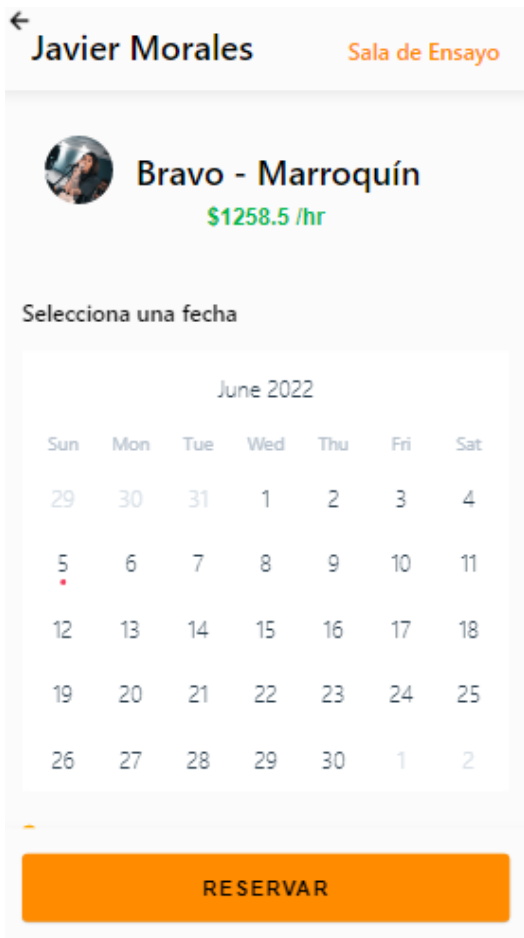 Javier Morales
Sala de Ensayo
Bravo - Marroquín
$1258.5 /hr
Selecciona una fecha
June 2022
Sun Mon Tue Wed Thu Fri Sat
29 30 31 1 2 3 4
5 6 7 8 9 10 11
12 13 14 15 16 17 18
19 20 21 22 23 24 25
26 27 28 29 30 1 2
RESERVAR